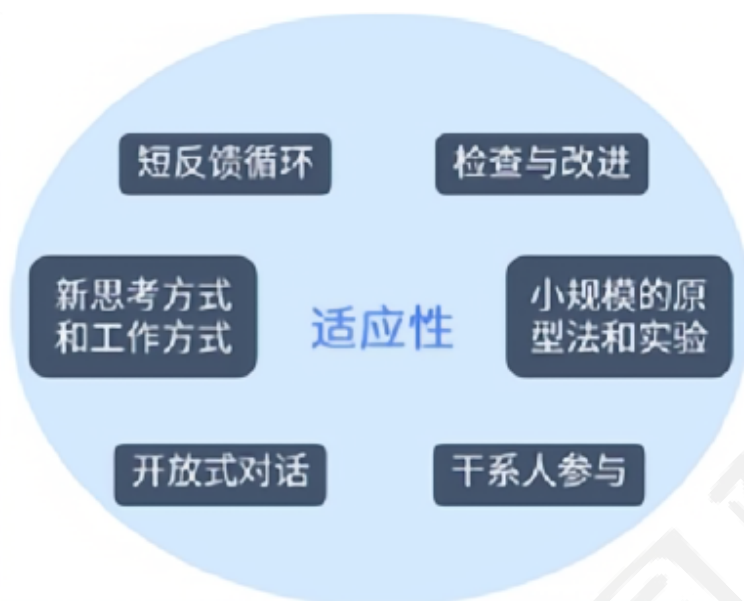 短反馈循环
检查与改进
新思考方式
和工作方式
适应性
小规模的原
型法和实验
开放式对话
干系人参与